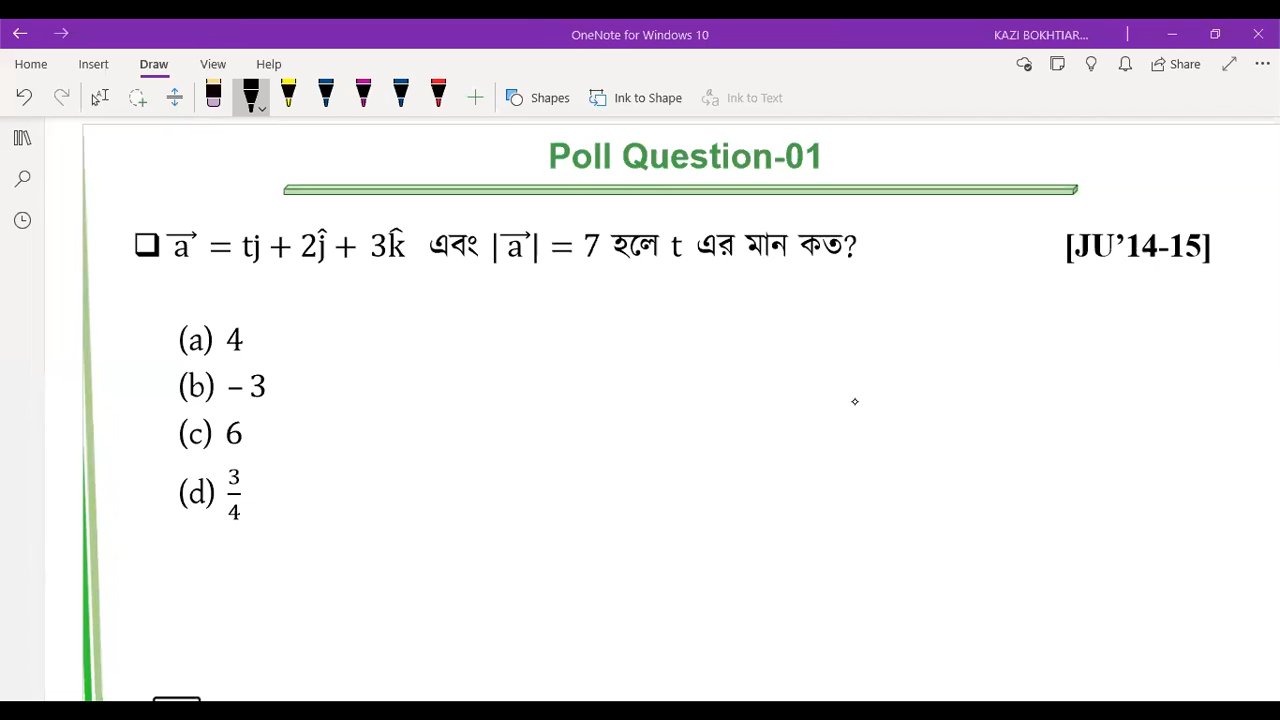 OneNote for Windows 10
KAZI BOKHTIAR...
Home Insert Draw View Help
Share
Shapes Ink to Shape Ink to Text
Poll Question-01
❑ a⃗ = tj + 2ĵ + 3k̂ এবং |a⃗| = 7 হলে t এর মান কত? [JU’14-15]
(a) 4
(b) – 3
(c) 6
(d) 3/4